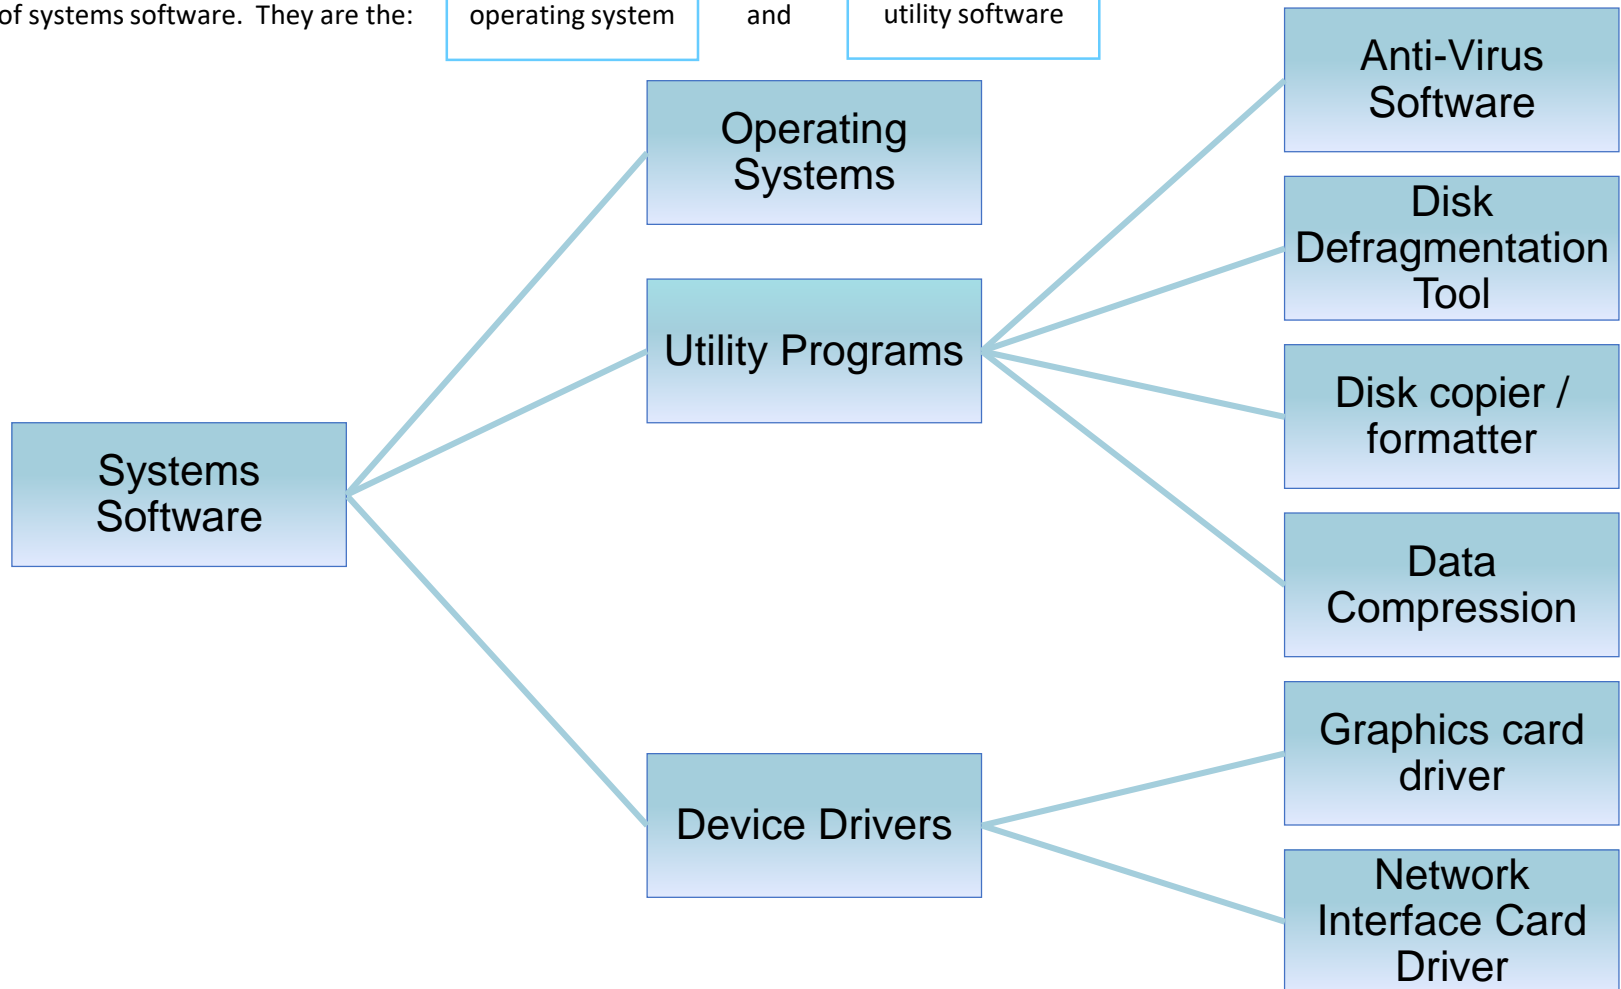 of systems software.  They are the: operating system and utility software
Operating
Systems
Utility Programs
Systems
Software
Device Drivers
Anti-Virus
Software
Disk
Defragmentation
Tool
Disk copier /
formatter
Data
Compression
Graphics card
driver
Network
Interface Card
Driver